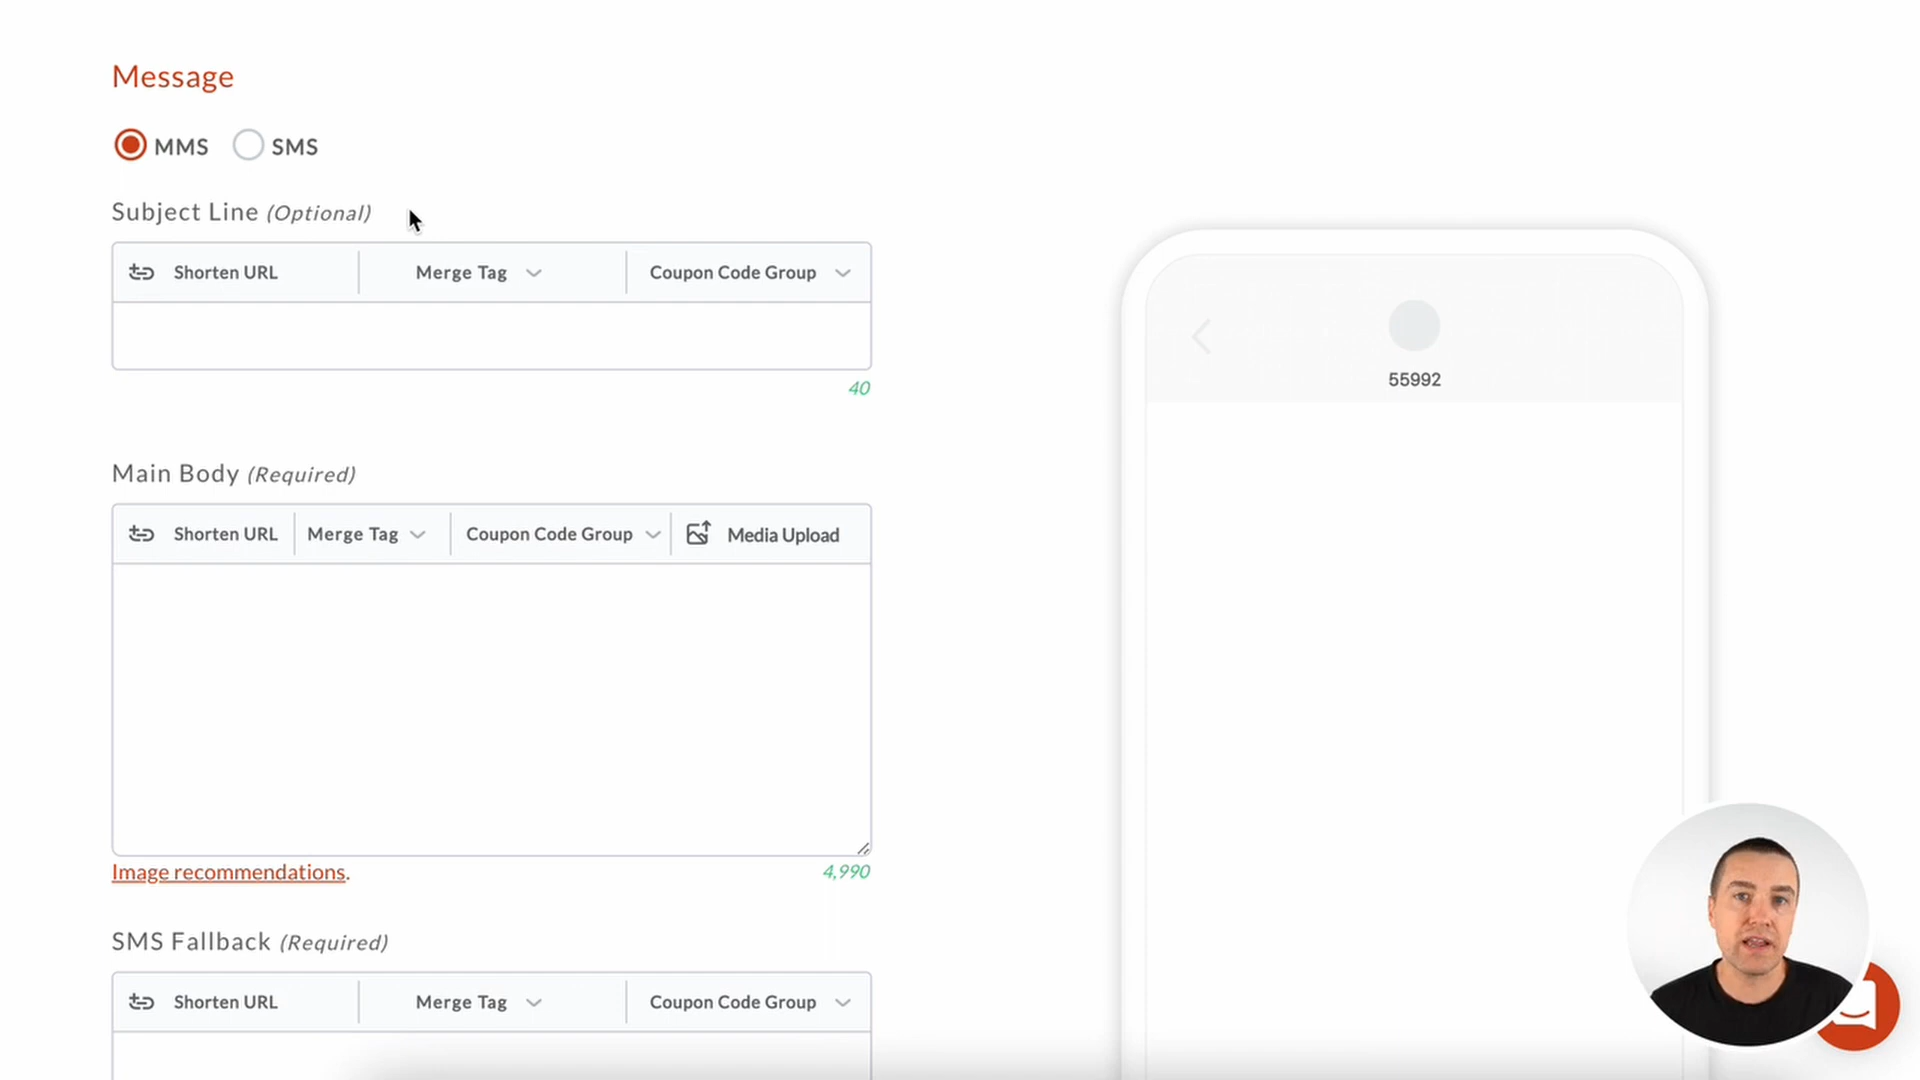 Message
MMS SMS
Subject Line (Optional)
Shorten URL Merge Tag Coupon Code Group
40
55992
Main Body (Required)
Shorten URL Merge Tag Coupon Code Group Media Upload
Image recommendations.
4,990
SMS Fallback (Required)
Shorten URL Merge Tag Coupon Code Group